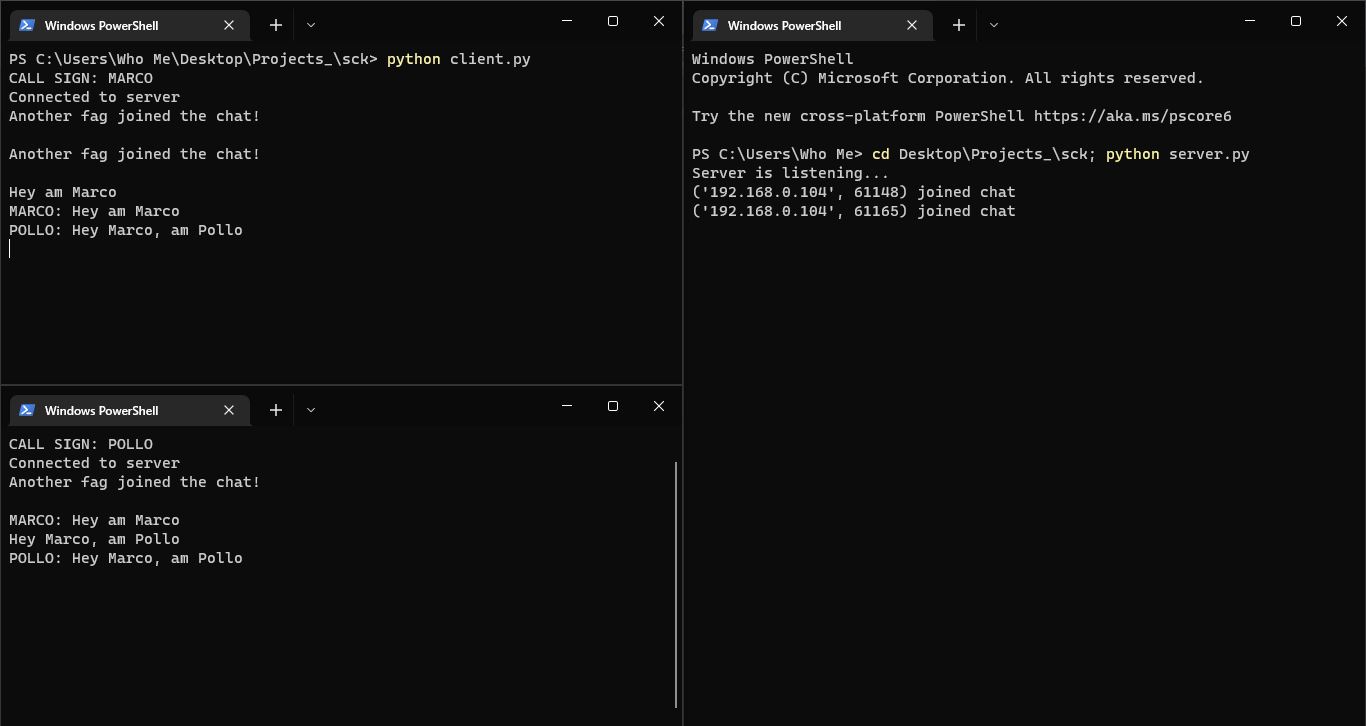 Windows PowerShell
PS C:\Users\Who Me\Desktop\Projects_\sck> python client.py
CALL SIGN: MARCO
Connected to server
Another fag joined the chat!
Another fag joined the chat!
Hey am Marco
MARCO: Hey am Marco
POLLO: Hey Marco, am Pollo
Windows PowerShell
CALL SIGN: POLLO
Connected to server
Another fag joined the chat!
MARCO: Hey am Marco
Hey Marco, am Pollo
POLLO: Hey Marco, am Pollo
Windows PowerShell
Windows PowerShell
Copyright (C) Microsoft Corporation. All rights reserved.
Try the new cross-platform PowerShell https://aka.ms/pscore6
PS C:\Users\Who Me> cd Desktop\Projects_\sck; python server.py
Server is listening...
('192.168.0.104', 61148) joined chat
('192.168.0.104', 61165) joined chat